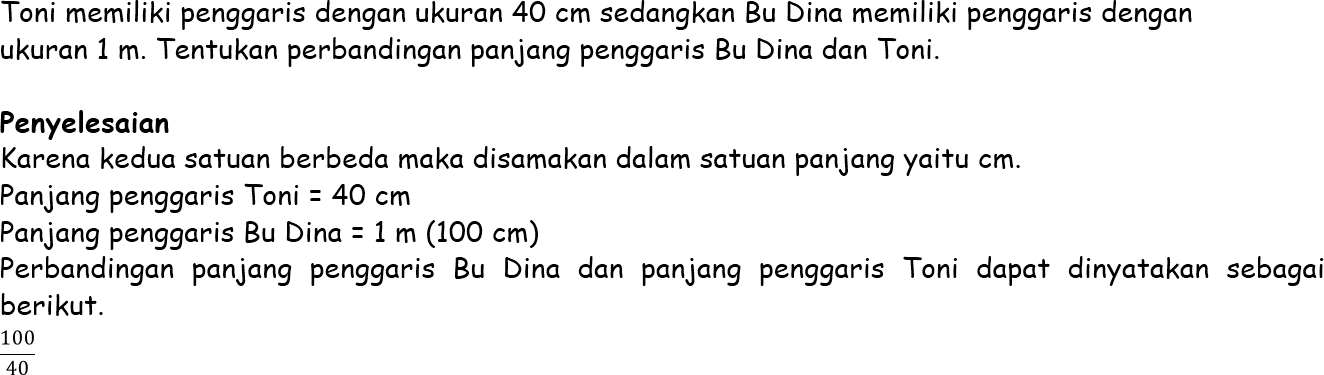 Toni memiliki penggaris dengan ukuran 40 cm sedangkan Bu Dina memiliki penggaris dengan
ukuran 1 m. Tentukan perbandingan panjang penggaris Bu Dina dan Toni.
Penyelesaian
Karena kedua satuan berbeda maka disamakan dalam satuan panjang yaitu cm.
Panjang penggaris Toni = 40 cm
Panjang penggaris Bu Dina = 1 m (100 cm)
Perbandingan panjang penggaris Bu Dina dan panjang penggaris Toni dapat dinyatakan sebagai
berikut.
100
40